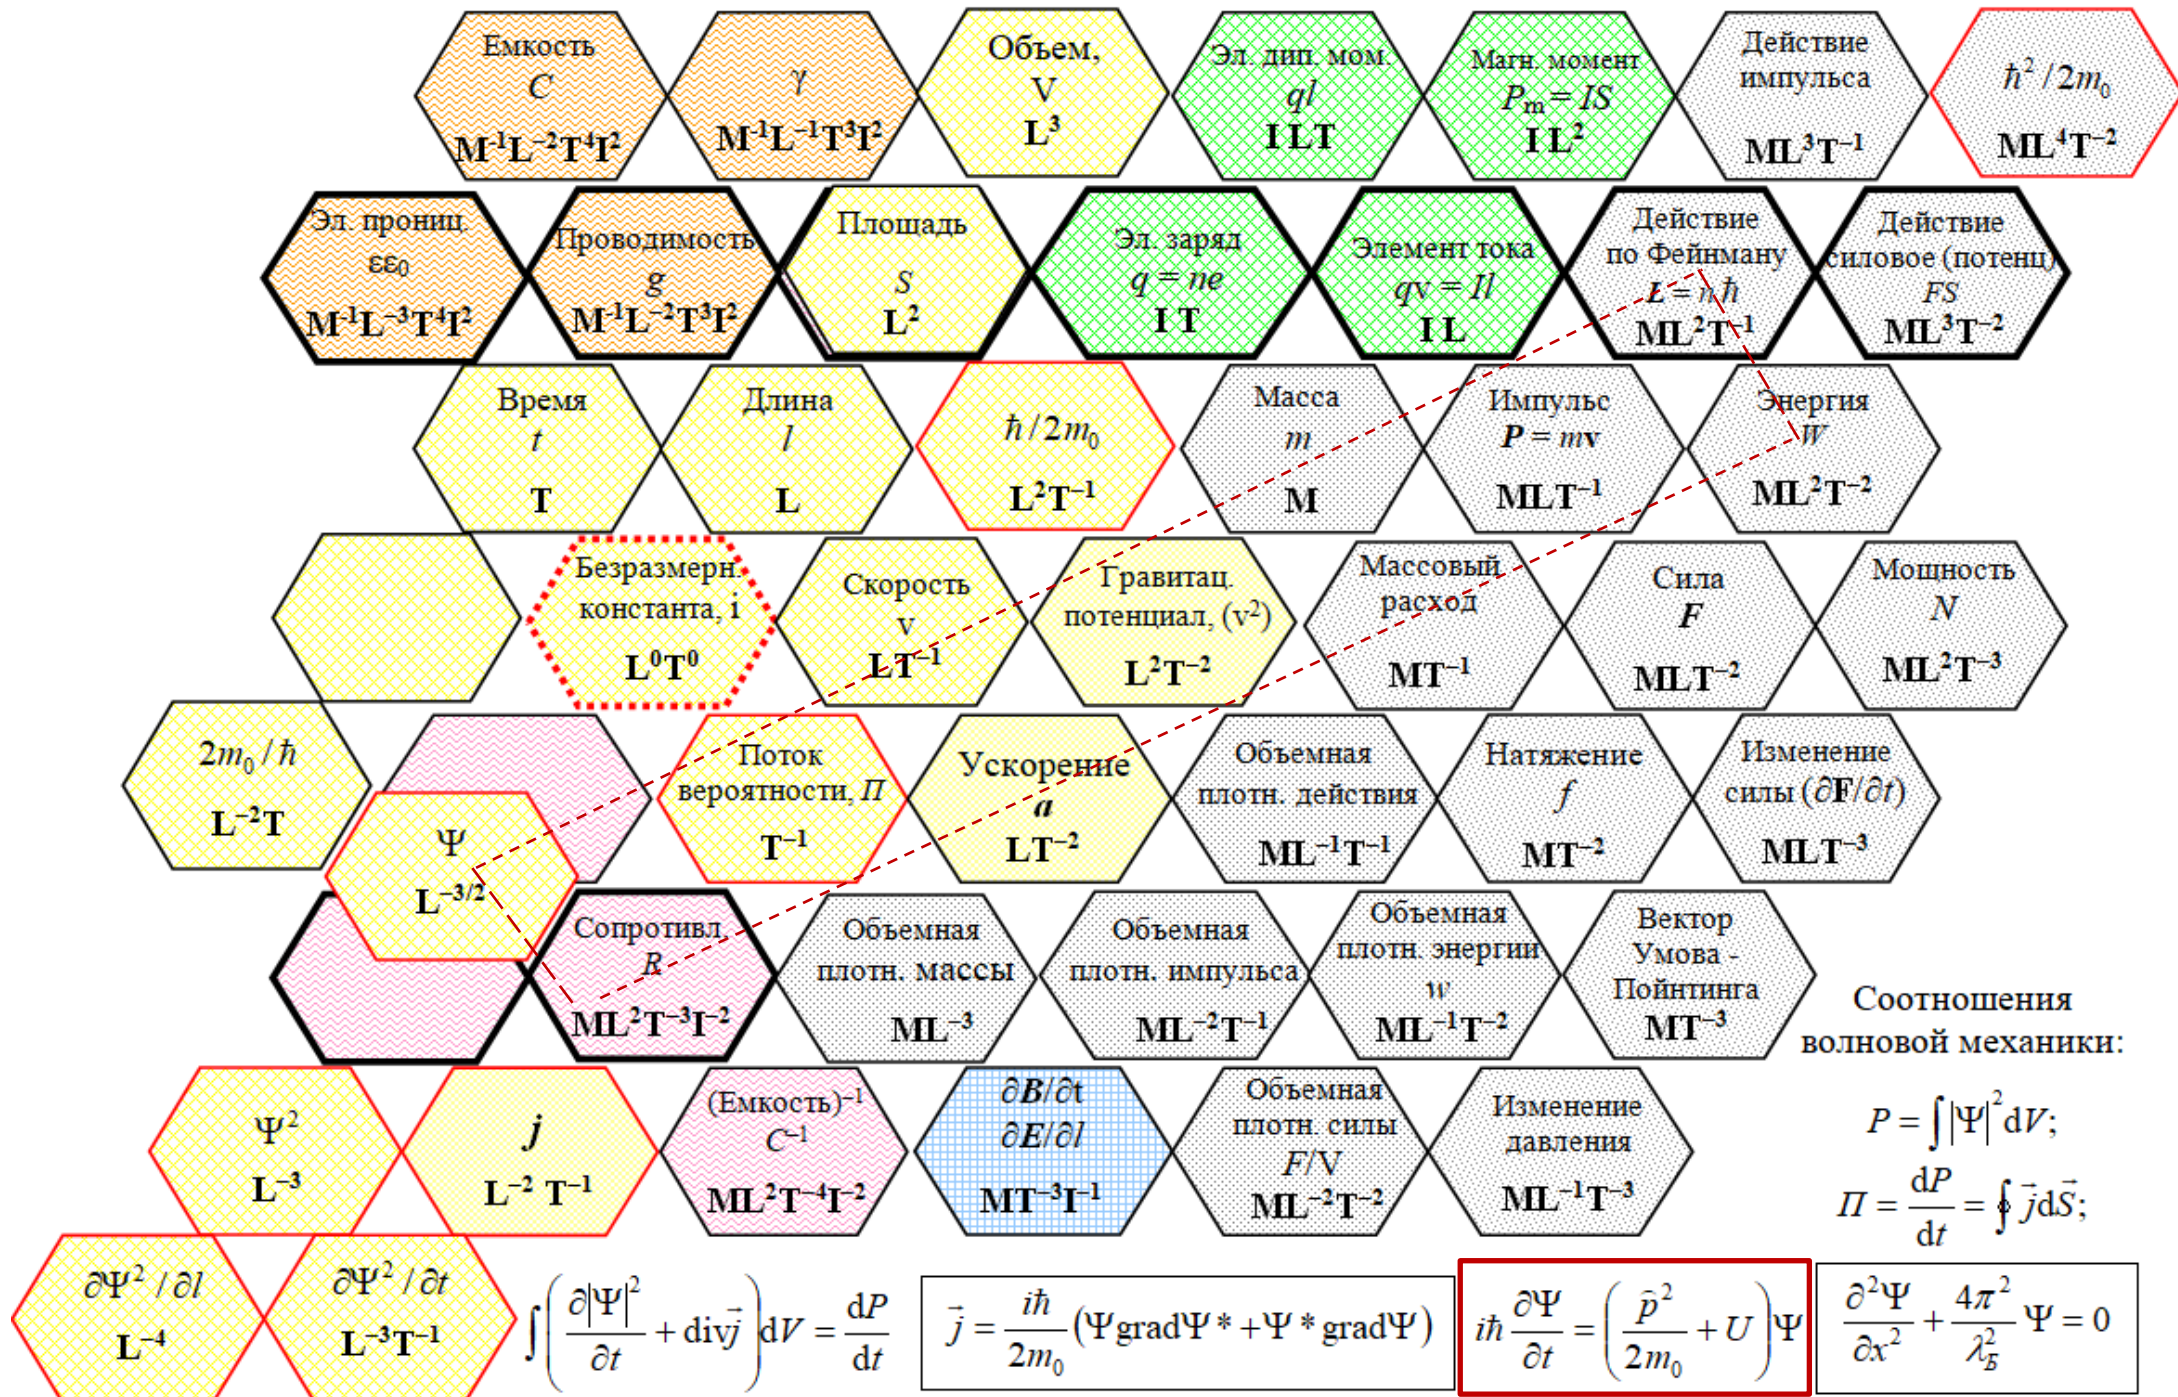 Емкость
C
M⁻¹L⁻²T⁴I²
γ
M⁻¹L⁻¹T³I²
Объем,
V
L³
Эл. дип. мом.
ql
I LT
Магн. момент
Pₘ = IS
I L²
Действие
импульса
ML³T⁻¹
ħ² / 2m₀
ML⁴T⁻²
Эл. прониц.
εε₀
M⁻¹L⁻³T⁴I²
Проводимость
g
M⁻¹L⁻²T³I²
Площадь
S
L²
Эл. заряд
q = ne
I T
Элемент тока
qv = Il
I L
Действие
по Фейнману
L = n ħ
ML²T⁻¹
Действие
силовое (потенц)
FS
ML³T⁻²
Время
t
T
Длина
l
L
ħ / 2m₀
L²T⁻¹
Масса
m
M
Импульс
P = mv
MLT⁻¹
Энергия
W
ML²T⁻²
Безразмерн.
константа, i
L⁰T⁰
Скорость
v
LT⁻¹
Гравитац.
потенциал, (v²)
L²T⁻²
Массовый
расход
MT⁻¹
Сила
F
MLT⁻²
Мощность
N
ML²T⁻³
2m₀ / ħ
L⁻²T
Ψ
L⁻³ᐟ²
Поток
вероятности, П
T⁻¹
Ускорение
a
LT⁻²
Объемная
плотн. действия
ML⁻¹T⁻¹
Натяжение
f
MT⁻²
Изменение
силы (∂F/∂t)
MLT⁻³
Сопротивл,
R
ML²T⁻³I⁻²
Объемная
плотн. массы
ML⁻³
Объемная
плотн. импульса
ML⁻²T⁻¹
Объемная
плотн. энергии
w
ML⁻¹T⁻²
Вектор
Умова -
Пойнтинга
MT⁻³
Соотношения
волновой механики:
Ψ²
L⁻³
j
L⁻² T⁻¹
(Емкость)⁻¹
C⁻¹
ML²T⁻⁴I⁻²
∂B/∂t
∂E/∂l
MT⁻³I⁻¹
Объемная
плотн. силы
F/V
ML⁻²T⁻²
Изменение
давления
ML⁻¹T⁻³
P = ∫|Ψ|²dV;
П = dP/dt = ∮ j⃗dS⃗;
∂Ψ² / ∂l
L⁻⁴
∂Ψ² / ∂t
L⁻³T⁻¹
∫(∂|Ψ|²/∂t + divj⃗)dV = dP/dt
j⃗ = iħ/2m₀ (ΨgradΨ* + Ψ*gradΨ)
iħ ∂Ψ/∂t = (p̂²/2m₀ + U)Ψ
∂²Ψ/∂x² + 4π²/λ_Б² Ψ = 0